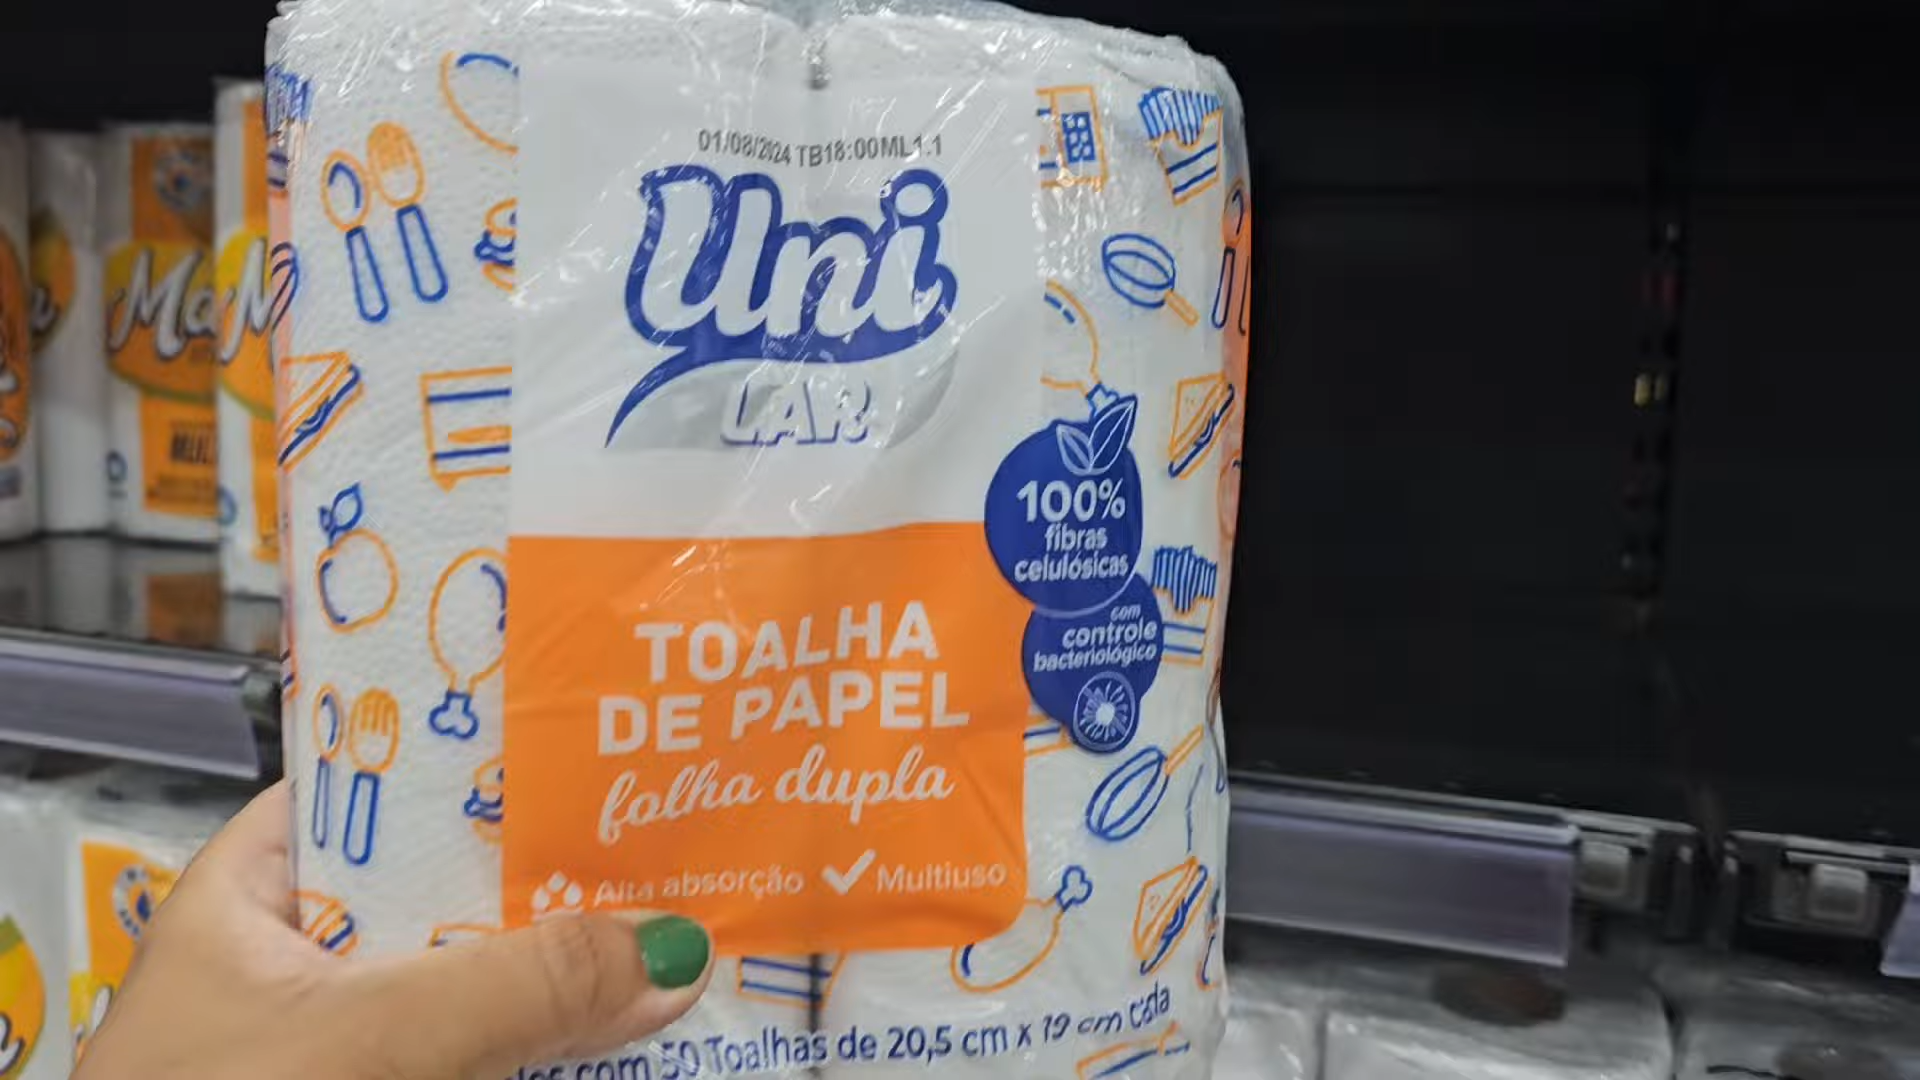 01/08/2024 TB18:00ML1.1
Uni
LAR
100%
fibras
celulósicas
com
controle
bacteriológico
TOALHA
DE PAPEL
folha dupla
Alta absorção
Multiuso
com 50 Toalhas de 20,5 cm x 19 cm cada